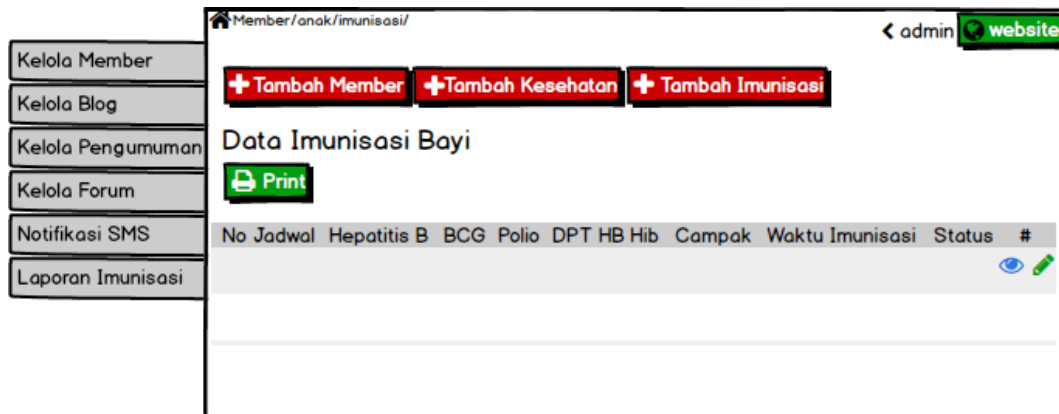 Member/anak/imunisasi/
admin website
Kelola Member
Kelola Blog
Kelola Pengumuman
Kelola Forum
Notifikasi SMS
Laporan Imunisasi
Tambah Member Tambah Kesehatan Tambah Imunisasi
Data Imunisasi Bayi
Print
No Jadwal Hepatitis B BCG Polio DPT HB Hib Campak Waktu Imunisasi Status #